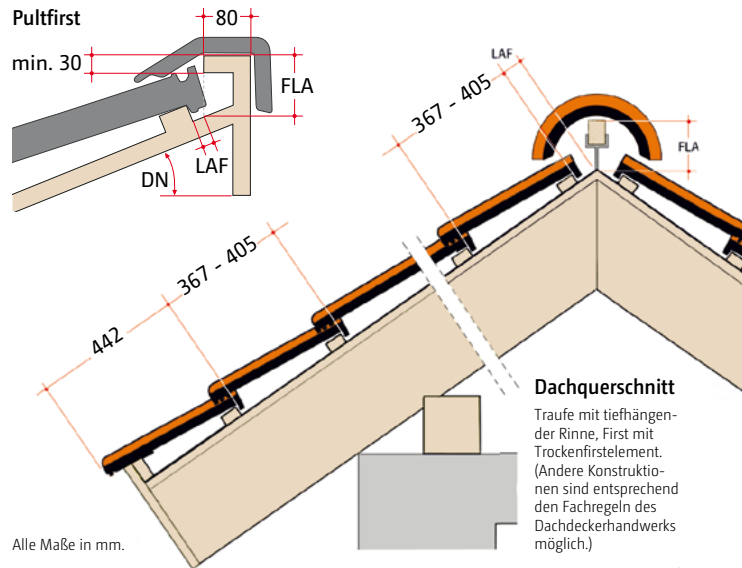 Pultfirst
80
min. 30
FLA
LAF
DN
LAF
367 - 405
FLA
367 - 405
442
Dachquerschnitt
Traufe mit tiefhängen-
der Rinne, First mit
Trockenfirstelement.
(Andere Konstruktio-
nen sind entsprechend
den Fachregeln des
Dachdeckerhandwerks
möglich.)
Alle Maße in mm.